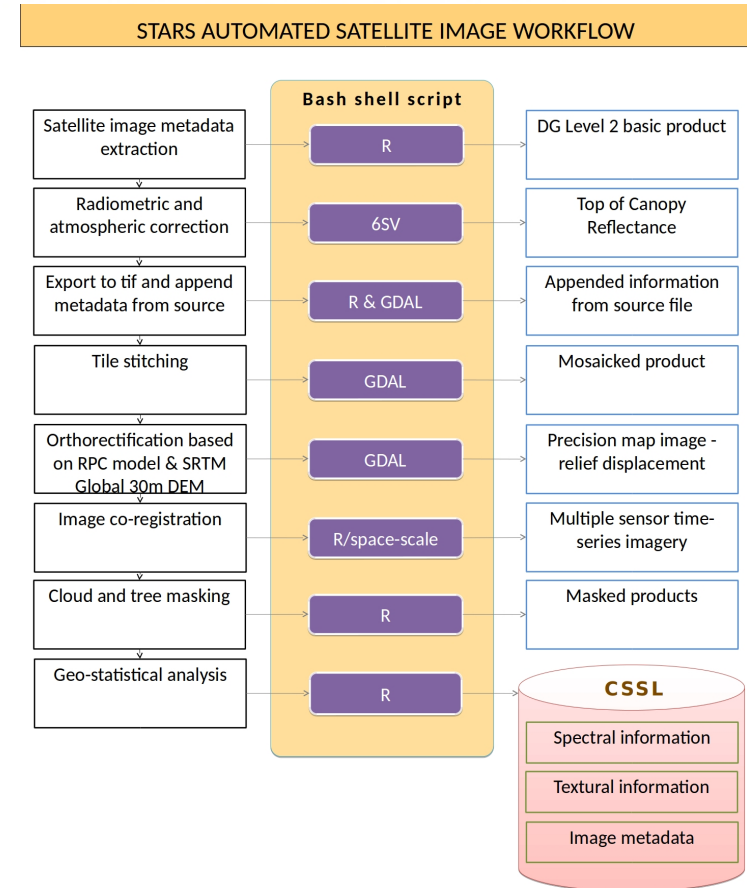 STARS AUTOMATED SATELLITE IMAGE WORKFLOW
Bash shell script
Satellite image metadata
extraction
R
DG Level 2 basic product
Radiometric and
atmospheric correction
6SV
Top of Canopy
Reflectance
Export to tif and append
metadata from source
R & GDAL
Appended information
from source file
Tile stitching
GDAL
Mosaicked product
Orthorectification based
on RPC model & SRTM
Global 30m DEM
GDAL
Precision map image -
relief displacement
Image co-registration
R/space-scale
Multiple sensor time-
series imagery
Cloud and tree masking
R
Masked products
Geo-statistical analysis
R
CSSL
Spectral information
Textural information
Image metadata